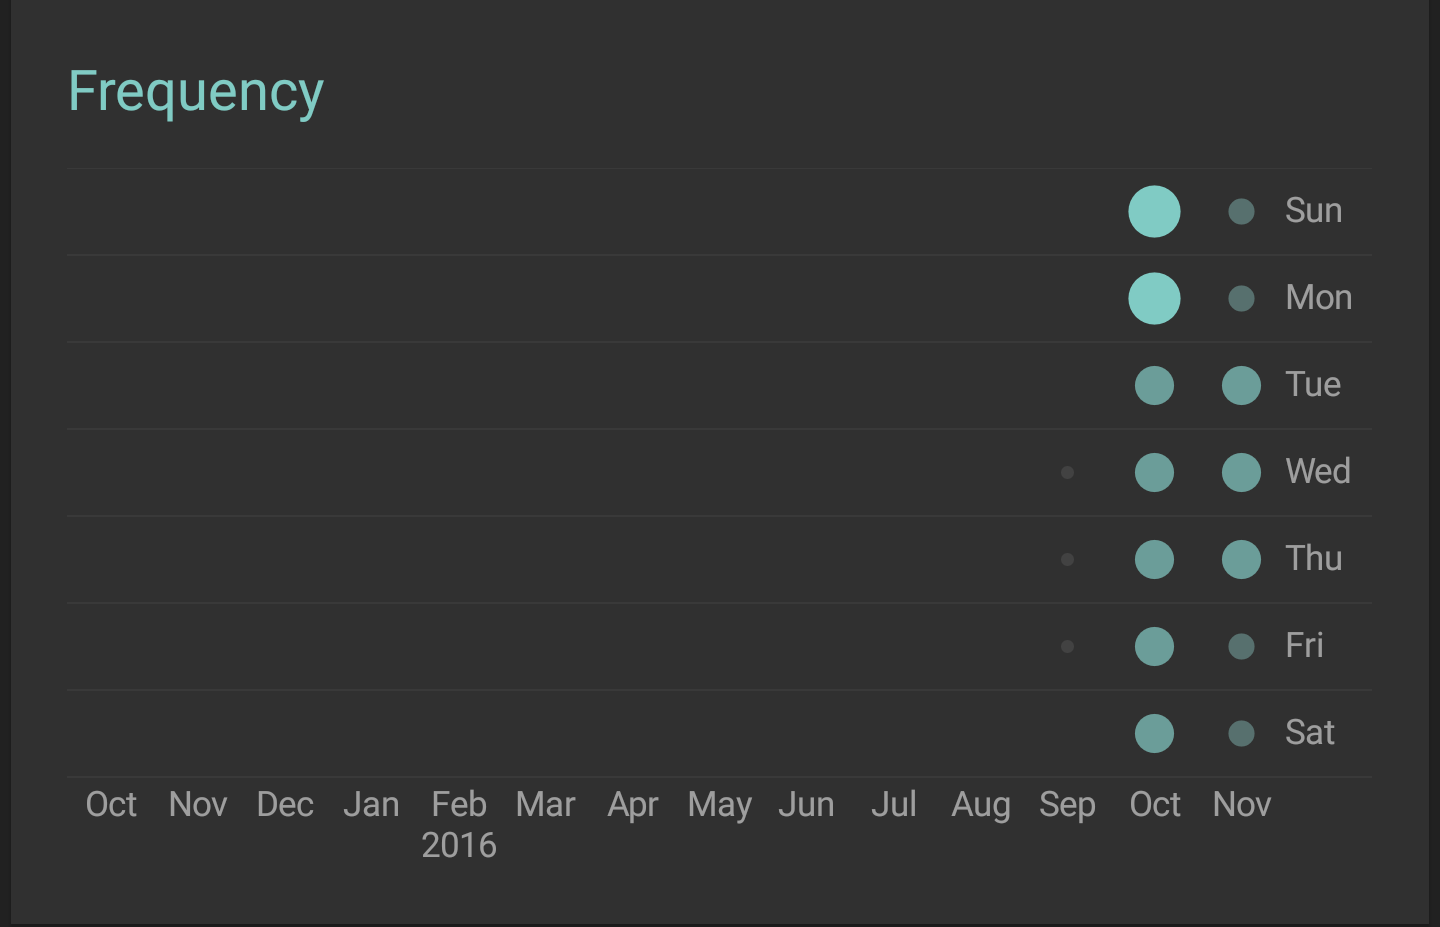 Frequency
Sun
Mon
Tue
Wed
Thu
Fri
Sat
Oct Nov Dec Jan Feb Mar Apr May Jun Jul Aug Sep Oct Nov
2016